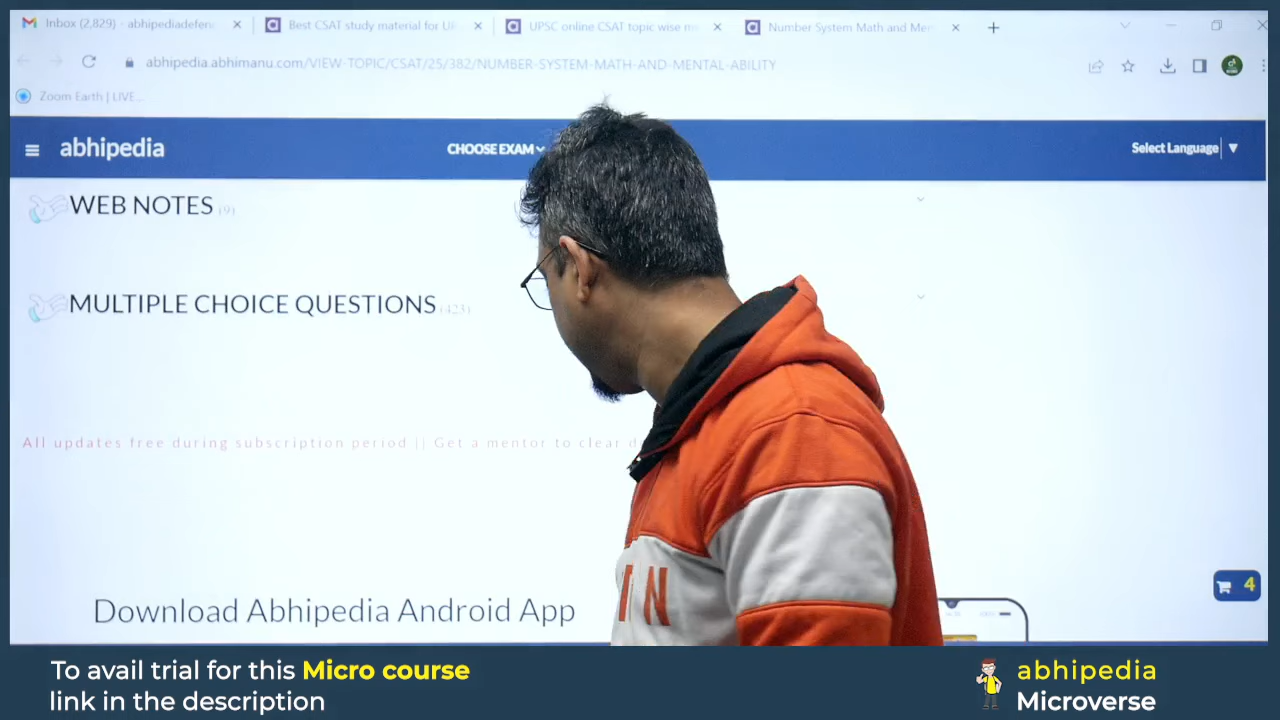 Inbox (2,829) - abhipediadefen
Best CSAT study material for U
UPSC online CSAT topic wise m
Number System Math and Men
abhipedia.abhimanu.com/VIEW-TOPIC/CSAT/25/382/NUMBER-SYSTEM-MATH-AND-MENTAL-ABILITY
Zoom Earth | LIVE...
abhipedia
CHOOSE EXAM
Select Language
WEB NOTES (9)
MULTIPLE CHOICE QUESTIONS (423)
All updates free during subscription period || Get a mentor to clear
4
Download Abhipedia Android App
N
To avail trial for this Micro course
link in the description
abhipedia
Microverse